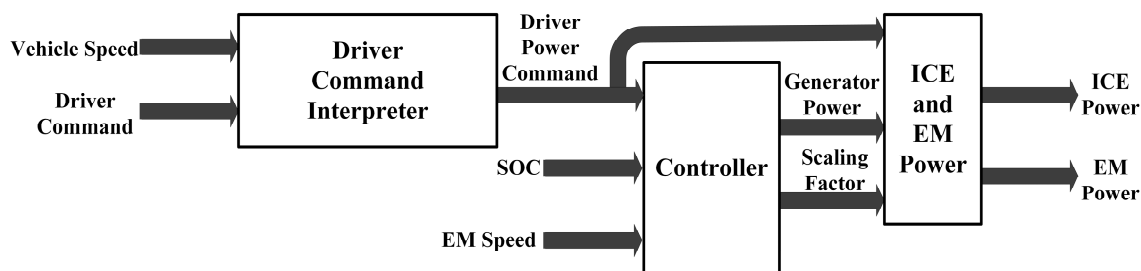 Vehicle Speed
Driver
Command
Driver
Command
Interpreter
Driver
Power
Command
SOC
EM Speed
Controller
Generator
Power
Scaling
Factor
ICE
and
EM
Power
ICE
Power
EM
Power